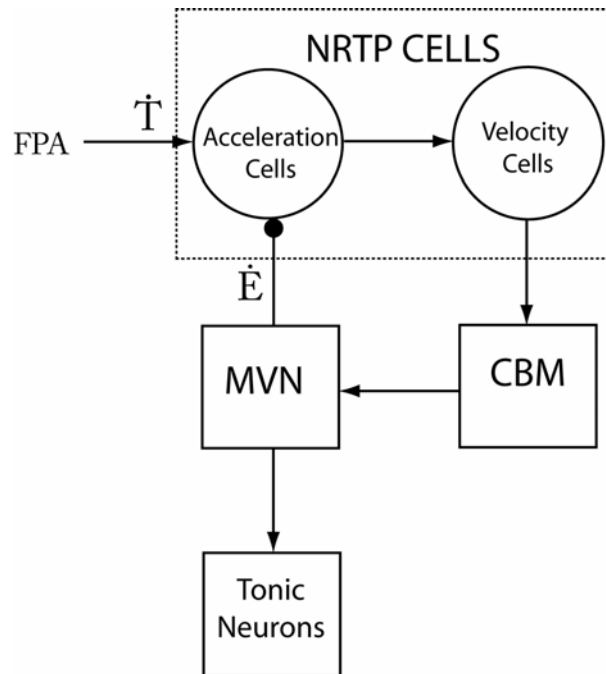 NRTP CELLS
Ṫ
FPA
Acceleration
Cells
Velocity
Cells
Ė
MVN
CBM
Tonic
Neurons